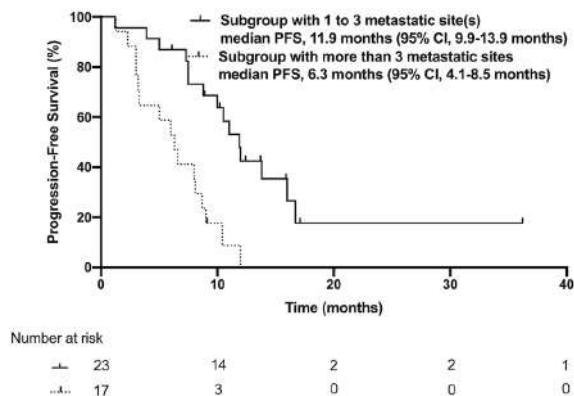 Subgroup with 1 to 3 metastatic site(s)
median PFS, 11.9 months (95% CI, 9.9-13.9 months)
Subgroup with more than 3 metastatic sites
median PFS, 6.3 months (95% CI, 4.1-8.5 months)
Progression-Free Survival (%)
100
80
60
40
20
0
0 10 20 30 40
Time (months)
Number at risk
23 14 2 2 1
17 3 0 0 0